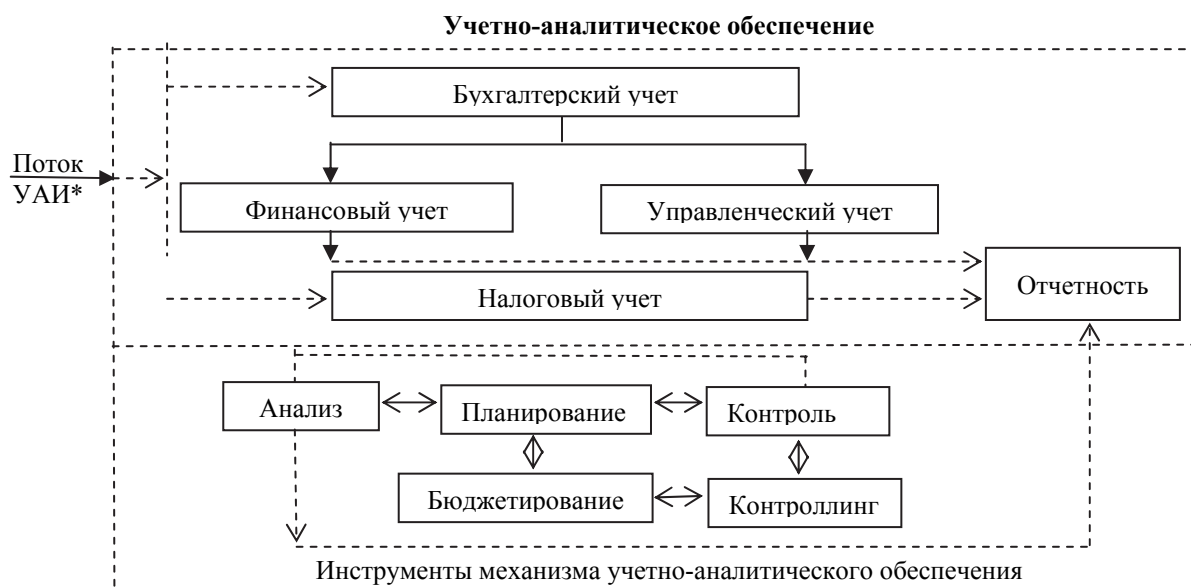 Учетно-аналитическое обеспечение
Бухгалтерский учет
Поток
УАИ*
Финансовый учет
Управленческий учет
Налоговый учет
Отчетность
Анализ
Планирование
Контроль
Бюджетирование
Контроллинг
Инструменты механизма учетно-аналитического обеспечения